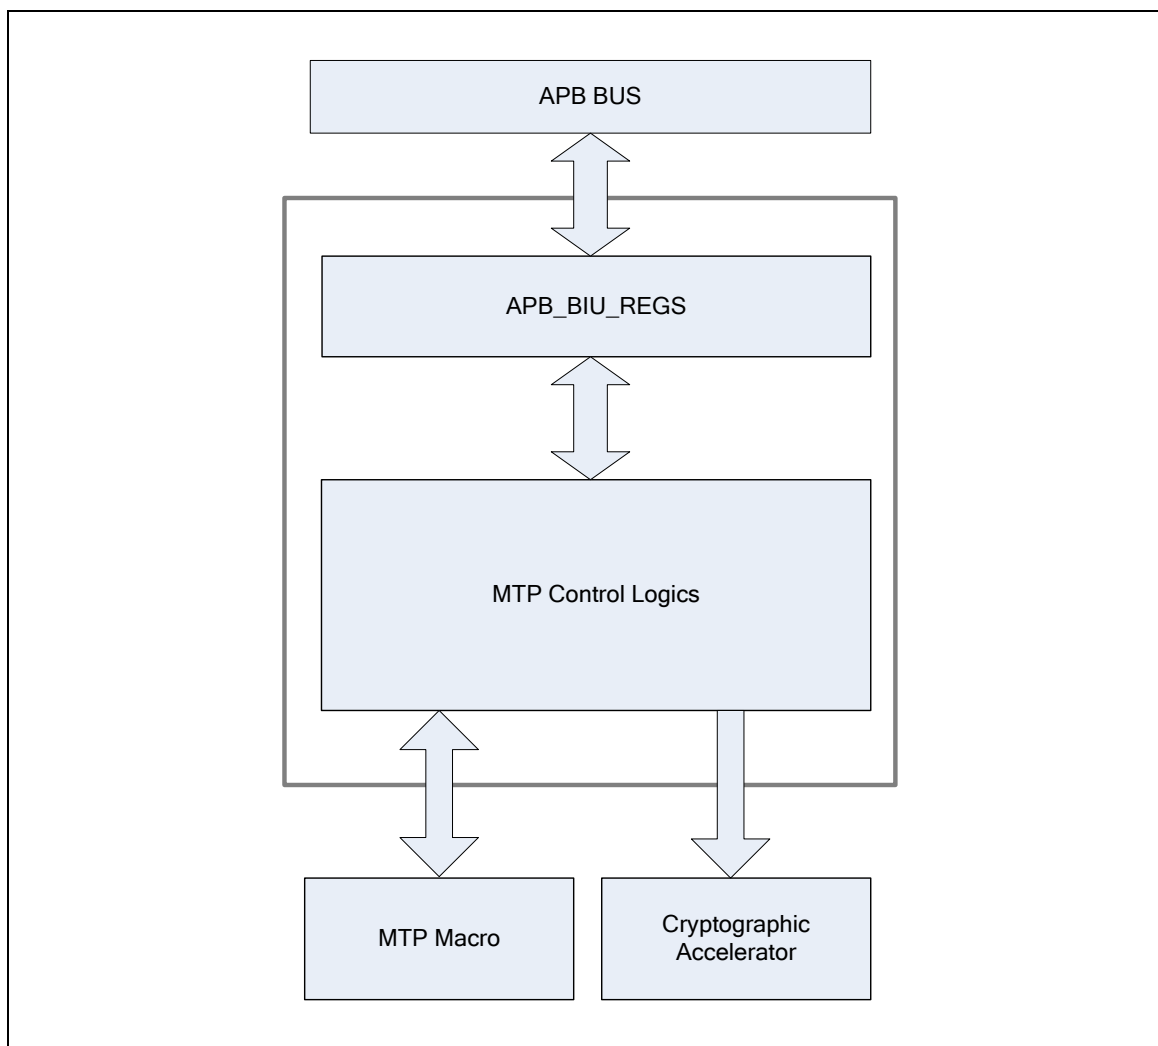 APB BUS
APB_BIU_REGS
MTP Control Logics
MTP Macro
Cryptographic
Accelerator